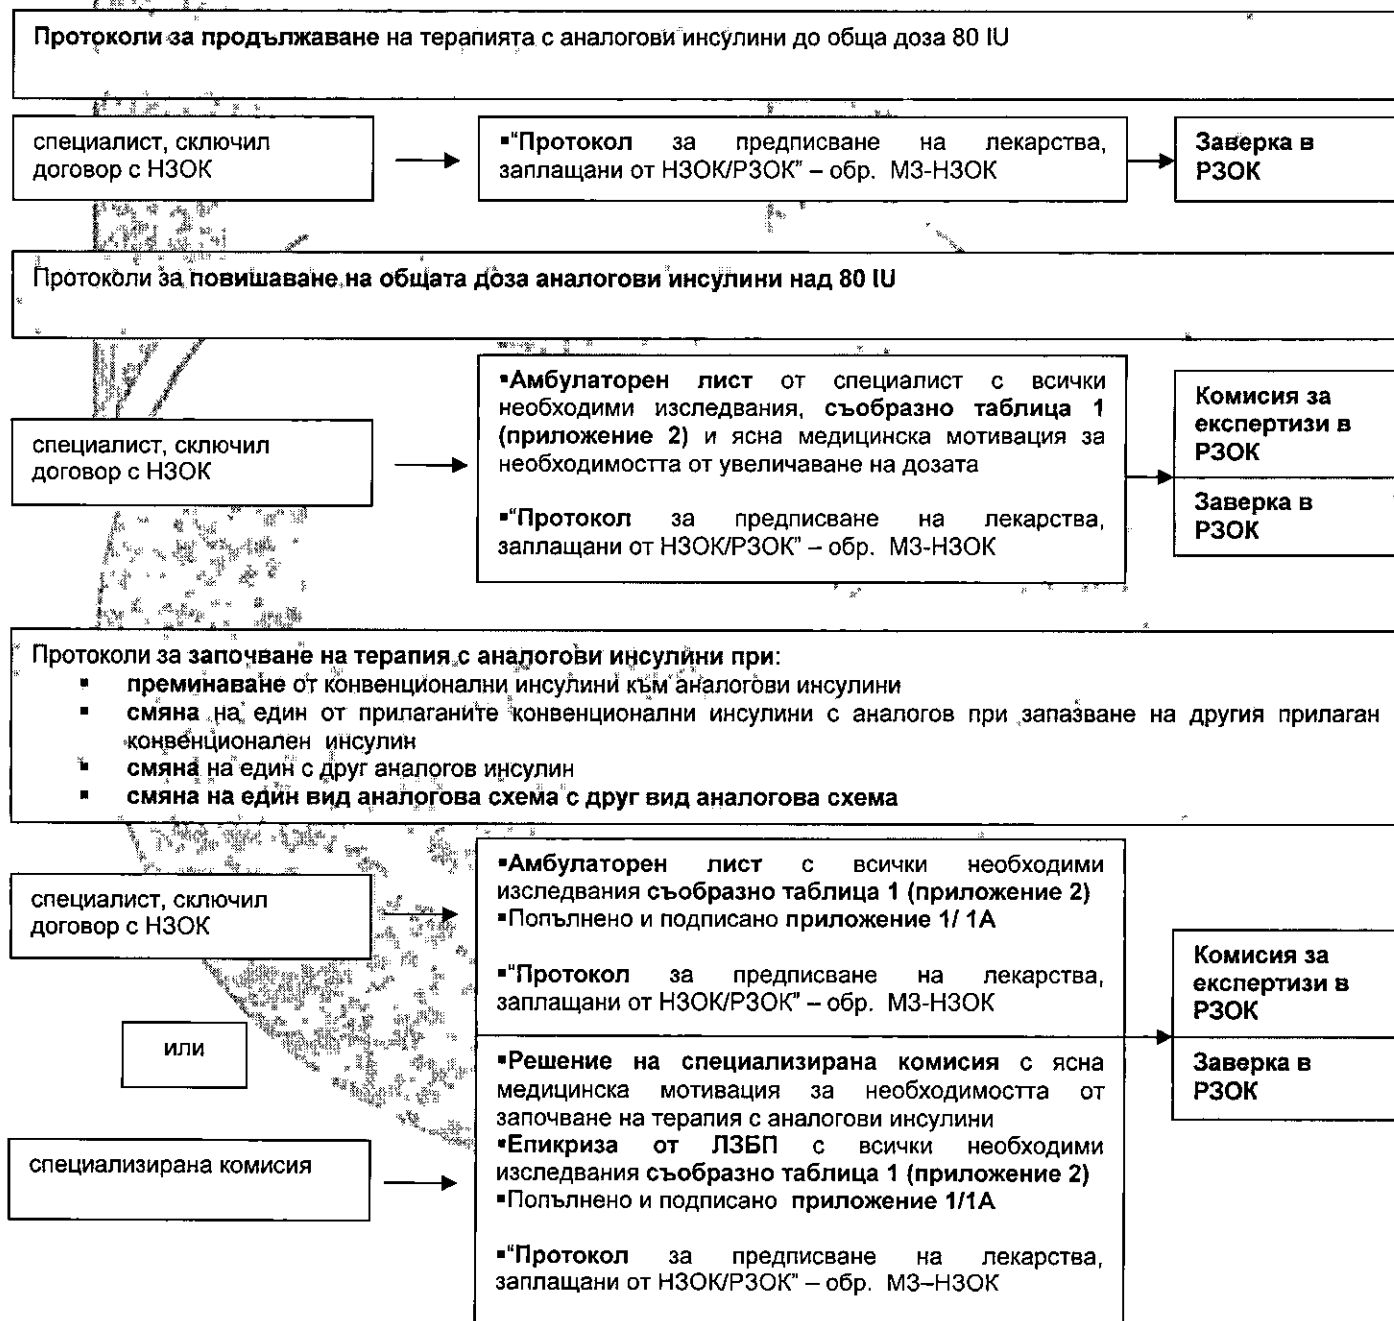 Протоколи за продължаване на терапията с аналогови инсулини до обща доза 80 IU
специалист, сключил
договор с НЗОК
▪"Протокол за предписване на лекарства,
заплащани от НЗОК/РЗОК" – обр. МЗ-НЗОК
Заверка в
РЗОК
Протоколи за повишаване на общата доза аналогови инсулини над 80 IU
специалист, сключил
договор с НЗОК
▪Амбулаторен лист от специалист с всички
необходими изследвания, съобразно таблица 1
(приложение 2) и ясна медицинска мотивация за
необходимостта от увеличаване на дозата
▪"Протокол за предписване на лекарства,
заплащани от НЗОК/РЗОК" – обр. МЗ-НЗОК
Комисия за
експертизи в
РЗОК
Заверка в
РЗОК
Протоколи за започване на терапия с аналогови инсулини при:
▪ преминаване от конвенционални инсулини към аналогови инсулини
▪ смяна на един от прилаганите конвенционални инсулини с аналогов при запазване на другия прилаган
конвенционален инсулин
▪ смяна на един с друг аналогов инсулин
▪ смяна на един вид аналогова схема с друг вид аналогова схема
специалист, сключил
договор с НЗОК
▪Амбулаторен лист с всички необходими
изследвания съобразно таблица 1 (приложение 2)
▪Попълнено и подписано приложение 1/ 1А
▪"Протокол за предписване на лекарства,
заплащани от НЗОК/РЗОК" – обр. МЗ-НЗОК
или
специализирана комисия
▪Решение на специализирана комисия с ясна
медицинска мотивация за необходимостта от
започване на терапия с аналогови инсулини
▪Епикриза от ЛЗБП с всички необходими
изследвания съобразно таблица 1 (приложение 2)
▪Попълнено и подписано приложение 1/1А
▪"Протокол за предписване на лекарства,
заплащани от НЗОК/РЗОК" – обр. МЗ–НЗОК
Комисия за
експертизи в
РЗОК
Заверка в
РЗОК